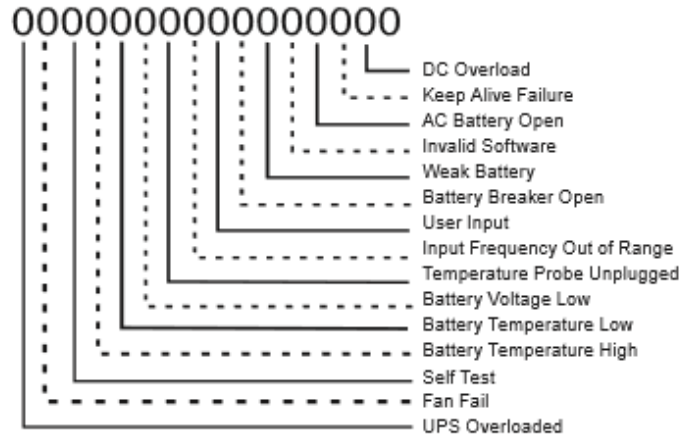 0000000000000000
DC Overload
Keep Alive Failure
AC Battery Open
Invalid Software
Weak Battery
Battery Breaker Open
User Input
Input Frequency Out of Range
Temperature Probe Unplugged
Battery Voltage Low
Battery Temperature Low
Battery Temperature High
Self Test
Fan Fail
UPS Overloaded